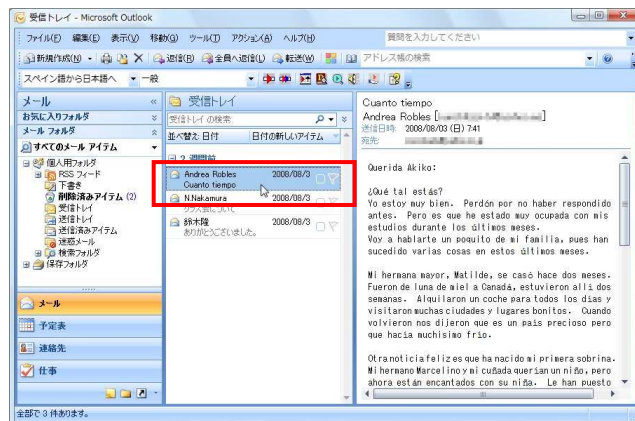 受信トレイ - Microsoft Outlook
ファイル(F) 編集(E) 表示(V) 移動(G) ツール(T) アクション(A) ヘルプ(H) 質問を入力してください
新規作成(N) 返信(R) 全員へ返信(L) 転送(W) アドレス帳の検索
スペイン語から日本語へ 一般
メール
お気に入りフォルダ
メール フォルダ
すべてのメール アイテム
個人用フォルダ
RSS フィード
下書き
削除済みアイテム (2)
受信トレイ
送信トレイ
送信済みアイテム
迷惑メール
検索フォルダ
保存フォルダ
メール
予定表
連絡先
仕事
受信トレイ
受信トレイ の検索
並べ替え: 日付 日付の新しいアイテム
2 週間前
Andrea Robles 2008/08/3
Cuanto tiempo
N.Nakamura 2008/08/3
クラス会について
鈴木隆 2008/08/3
ありがとうございました。
Cuanto tiempo
Andrea Robles [
送信日時: 2008/08/03 (日) 7:41
宛先:
Querida Akiko:
¿Qué tal estás?
Yo estoy muy bien. Perdón por no haber respondido
antes. Pero es que he estado muy ocupada con mis
estudios durante los últimos meses.
Voy a hablarte un poquito de mi familia, pues han
sucedido varias cosas en estos últimos meses.
Mi hermana mayor, Matilde, se casó hace dos meses.
Fueron de luna de miel a Canadá, estuvieron allí dos
semanas. Alquilaron un coche para todos los días y
visitaron muchas ciudades y lugares bonitos. Cuando
volvieron nos dijeron que es un país precioso pero
que hacía muchísimo frío.
Otra noticia feliz es que ha nacido mi primera sobrina.
Mi hermano Marcelino y mi cuñada querían un niño, pero
ahora están encantados con su niña. Le han puesto
全部で 3 件あります。